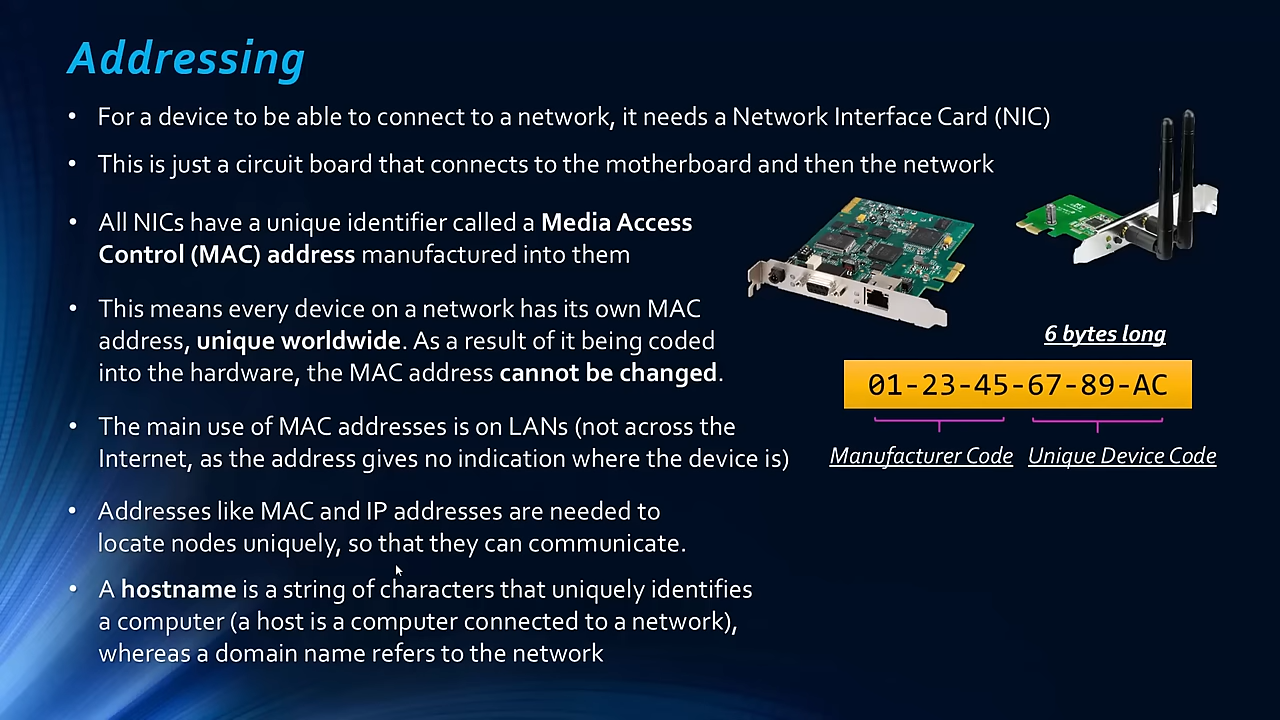 Addressing
• For a device to be able to connect to a network, it needs a Network Interface Card (NIC)
• This is just a circuit board that connects to the motherboard and then the network
• All NICs have a unique identifier called a Media Access
Control (MAC) address manufactured into them
• This means every device on a network has its own MAC
address, unique worldwide. As a result of it being coded
into the hardware, the MAC address cannot be changed.
• The main use of MAC addresses is on LANs (not across the
Internet, as the address gives no indication where the device is)
• Addresses like MAC and IP addresses are needed to
locate nodes uniquely, so that they can communicate.
• A hostname is a string of characters that uniquely identifies
a computer (a host is a computer connected to a network),
whereas a domain name refers to the network
6 bytes long
01-23-45-67-89-AC
Manufacturer Code
Unique Device Code